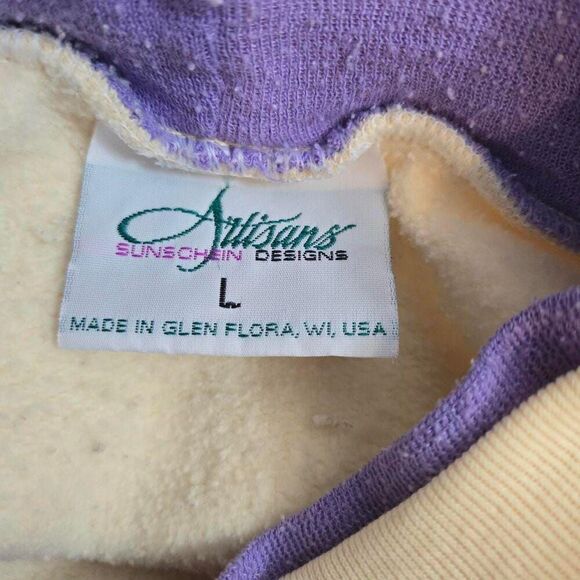 Artisans
SUNSCHEIN DESIGNS
L
MADE IN GLEN FLORA, WI, USA